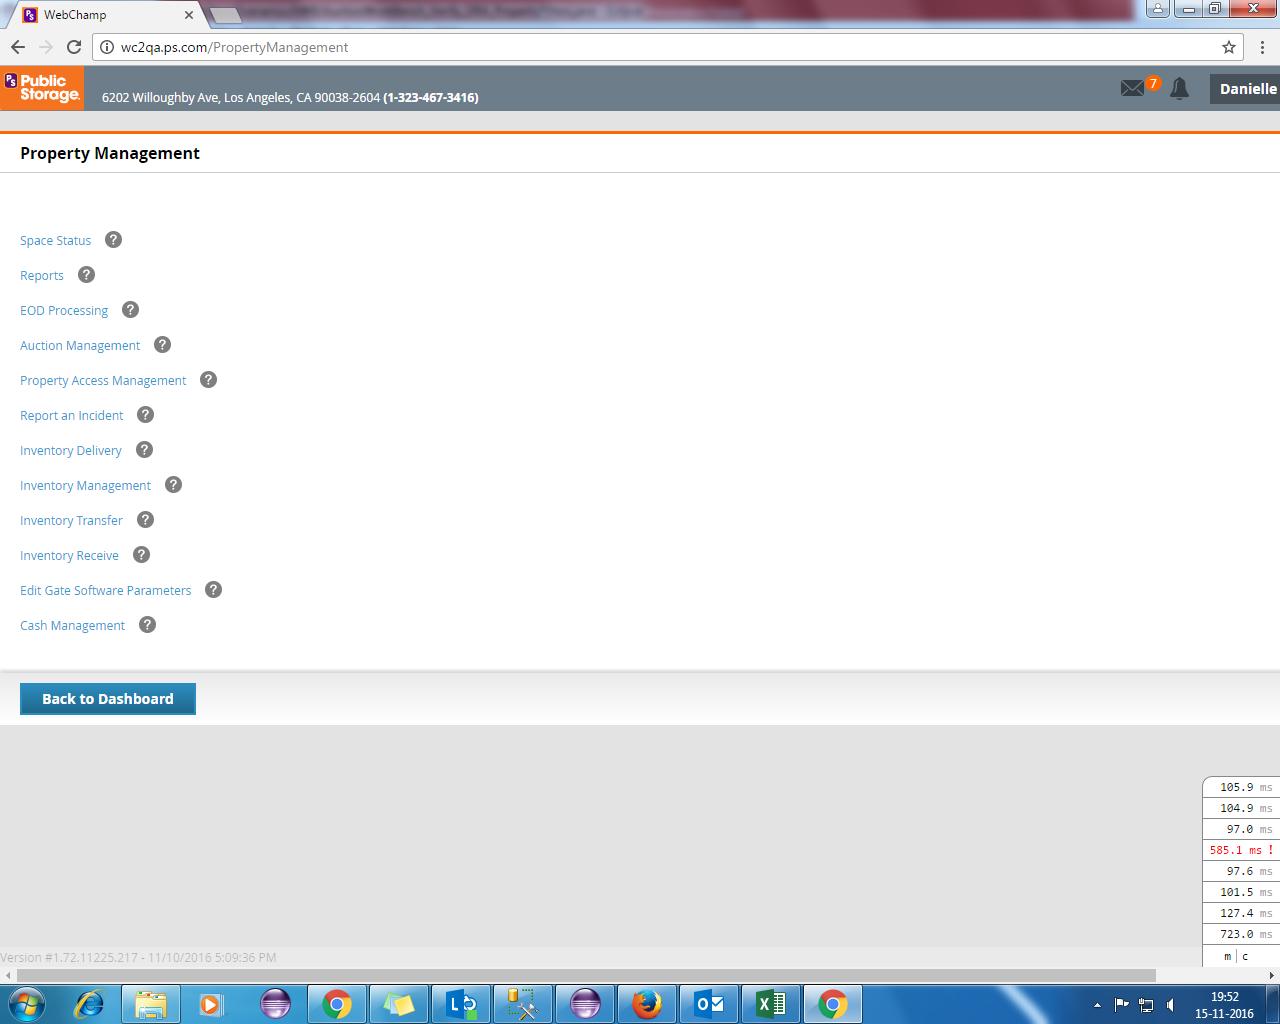 WebChamp
wc2qa.ps.com/PropertyManagement
PS Public Storage.
6202 Willoughby Ave, Los Angeles, CA 90038-2604 (1-323-467-3416)
7
Danielle
Property Management
Space Status ?
Reports ?
EOD Processing ?
Auction Management ?
Property Access Management ?
Report an Incident ?
Inventory Delivery ?
Inventory Management ?
Inventory Transfer ?
Inventory Receive ?
Edit Gate Software Parameters ?
Cash Management ?
Back to Dashboard
105.9 ms
104.9 ms
97.0 ms
585.1 ms !
97.6 ms
101.5 ms
127.4 ms
723.0 ms
m | c
Version #1.72.11225.217 - 11/10/2016 5:09:36 PM
19:52
15-11-2016